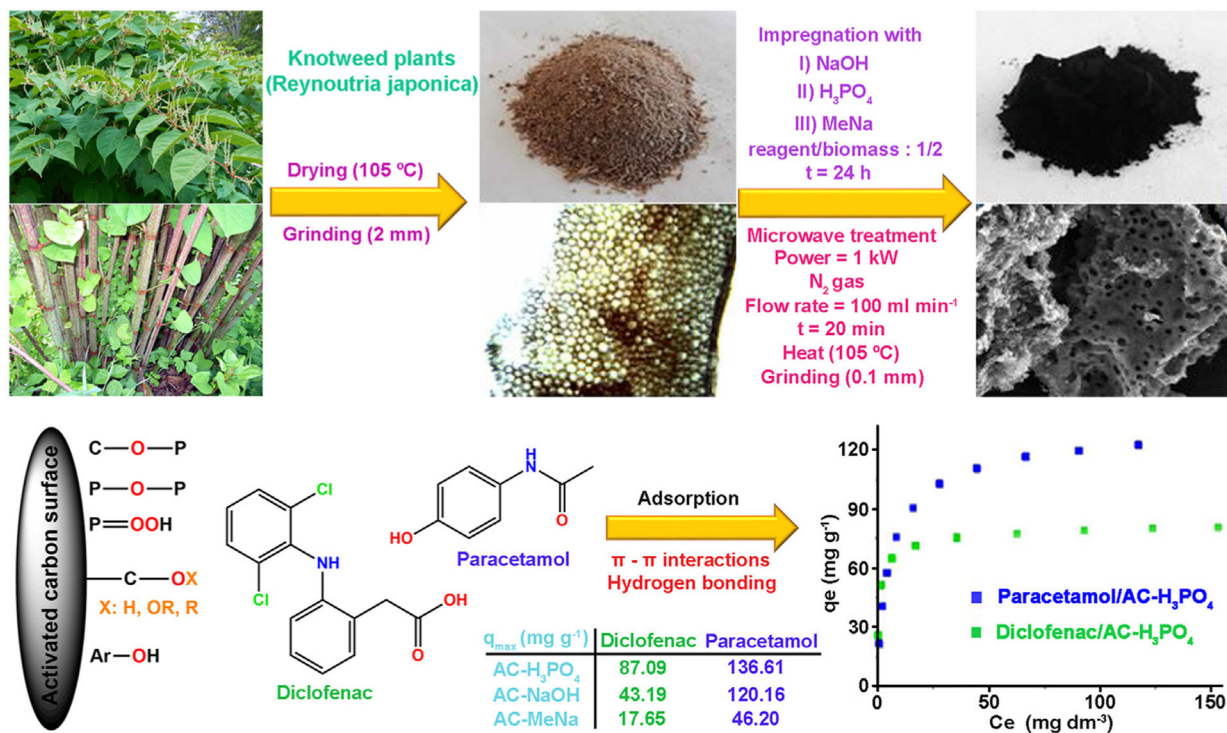 Knotweed plants
(Reynoutria japonica)
Drying (105 ºC)
Grinding (2 mm)
Impregnation with
I) NaOH
II) H₃PO₄
III) MeNa
reagent/biomass : 1/2
t = 24 h
Microwave treatment
Power = 1 kW
N₂ gas
Flow rate = 100 ml min⁻¹
t = 20 min
Heat (105 ºC)
Grinding (0.1 mm)
Activated carbon surface
C—O—P
P—O—P
P=OOH
C—OX
X: H, OR, R
Ar—OH
Cl
NH
Cl
OH
O
Diclofenac
H
N
O
HO
Paracetamol
Adsorption
π - π interactions
Hydrogen bonding
qmax (mg g⁻¹) Diclofenac Paracetamol
AC-H₃PO₄ 87.09 136.61
AC-NaOH 43.19 120.16
AC-MeNa 17.65 46.20
qe (mg g⁻¹)
120
90
60
30
0
Paracetamol/AC-H₃PO₄
Diclofenac/AC-H₃PO₄
0 50 100 150
Ce (mg dm⁻³)